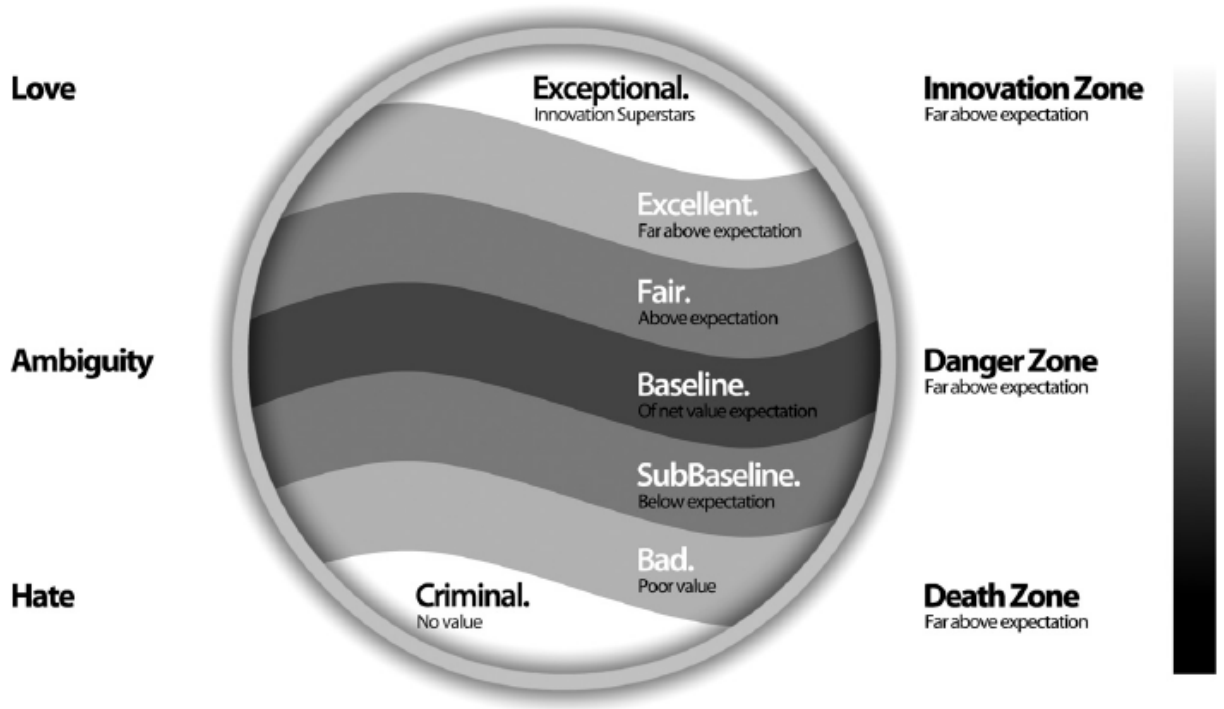 Love
Exceptional.
Innovation Superstars
Innovation Zone
Far above expectation
Excellent.
Far above expectation
Fair.
Above expectation
Ambiguity
Baseline.
Of net value expectation
Danger Zone
Far above expectation
SubBaseline.
Below expectation
Bad.
Poor value
Hate
Criminal.
No value
Death Zone
Far above expectation